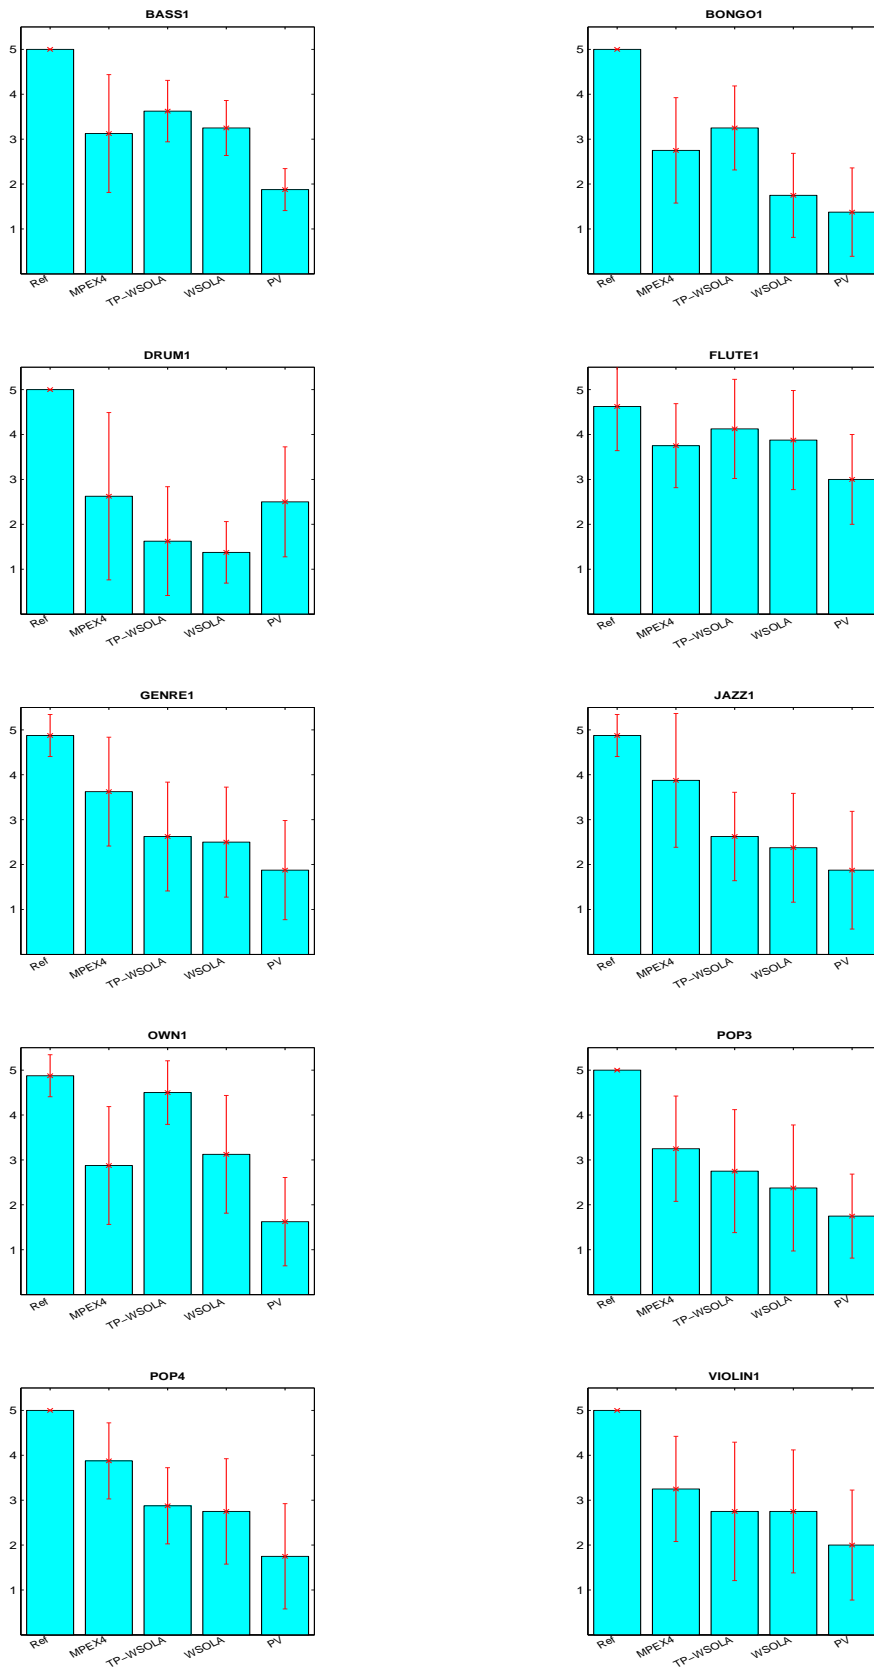 BASS1
5
4
3
2
1
Ref MPEX4 TP-WSOLA WSOLA PV
BONGO1
5
4
3
2
1
Ref MPEX4 TP-WSOLA WSOLA PV
DRUM1
5
4
3
2
1
Ref MPEX4 TP-WSOLA WSOLA PV
FLUTE1
5
4
3
2
1
Ref MPEX4 TP-WSOLA WSOLA PV
GENRE1
5
4
3
2
1
Ref MPEX4 TP-WSOLA WSOLA PV
JAZZ1
5
4
3
2
1
Ref MPEX4 TP-WSOLA WSOLA PV
OWN1
5
4
3
2
1
Ref MPEX4 TP-WSOLA WSOLA PV
POP3
5
4
3
2
1
Ref MPEX4 TP-WSOLA WSOLA PV
POP4
5
4
3
2
1
Ref MPEX4 TP-WSOLA WSOLA PV
VIOLIN1
5
4
3
2
1
Ref MPEX4 TP-WSOLA WSOLA PV